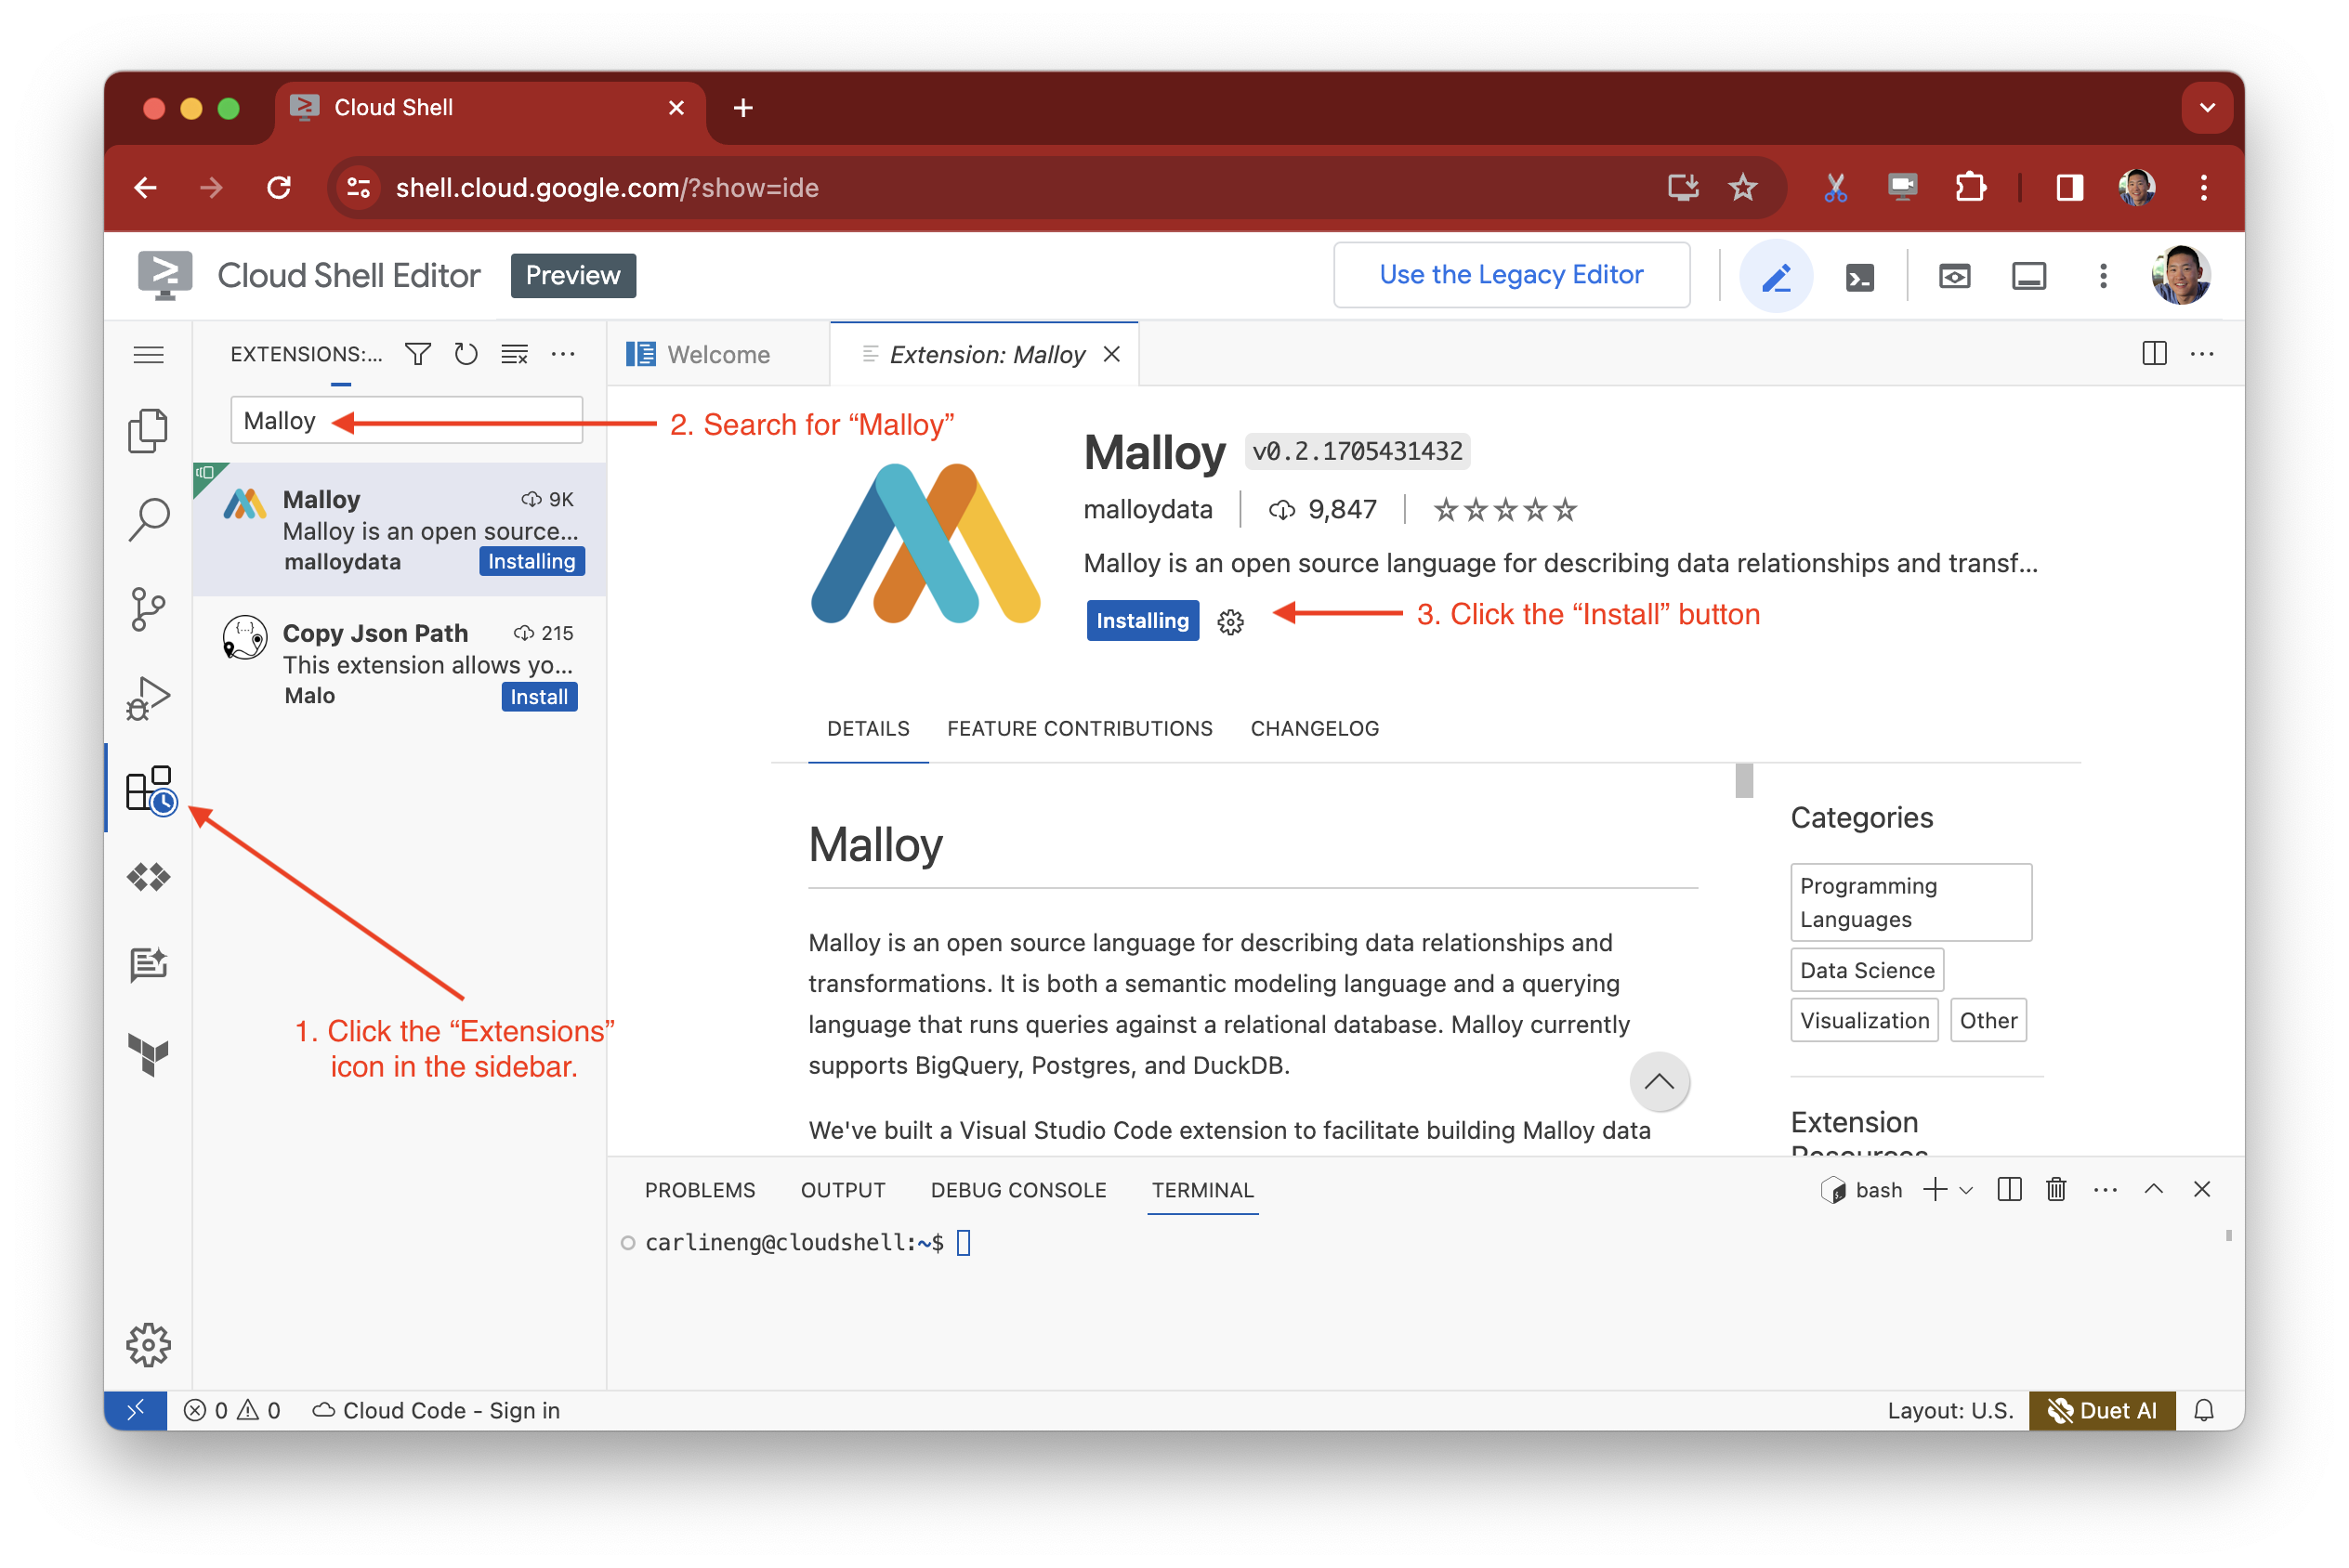 Cloud Shell
shell.cloud.google.com/?show=ide
Cloud Shell Editor
Preview
Use the Legacy Editor
EXTENSIONS:...
Welcome
Extension: Malloy
Malloy
2. Search for “Malloy”
Malloy
9K
Malloy is an open source...
malloydata
Installing
Copy Json Path
215
This extension allows yo...
Malo
Install
Malloy
v0.2.1705431432
malloydata
9,847
Malloy is an open source language for describing data relationships and transf...
Installing
3. Click the “Install” button
DETAILS
FEATURE CONTRIBUTIONS
CHANGELOG
1. Click the “Extensions”
icon in the sidebar.
Malloy
Malloy is an open source language for describing data relationships and
transformations. It is both a semantic modeling language and a querying
language that runs queries against a relational database. Malloy currently
supports BigQuery, Postgres, and DuckDB.
We've built a Visual Studio Code extension to facilitate building Malloy data
Categories
Programming
Languages
Data Science
Visualization
Other
Extension
Resources
PROBLEMS
OUTPUT
DEBUG CONSOLE
TERMINAL
bash
carlineng@cloudshell:~$
0
0
Cloud Code - Sign in
Layout: U.S.
Duet AI